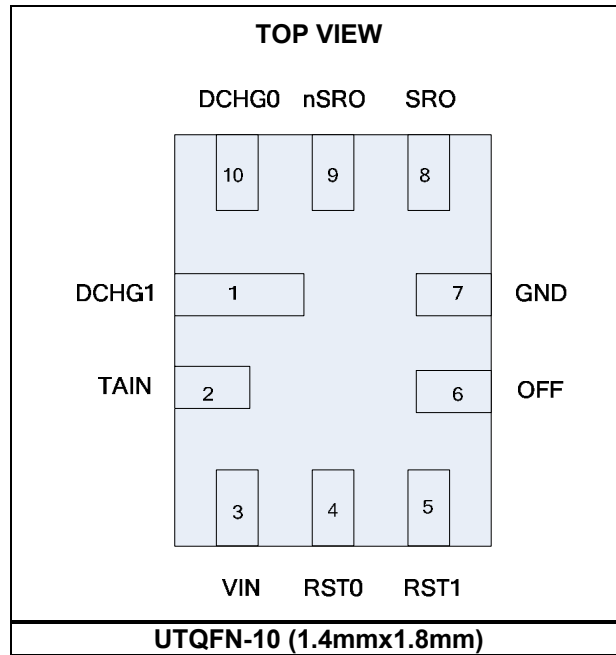 TOP VIEW
DCHG0 nSRO SRO
10 9 8
DCHG1 1 7 GND
TAIN 2 6 OFF
3 4 5
VIN RST0 RST1
UTQFN-10 (1.4mmx1.8mm)